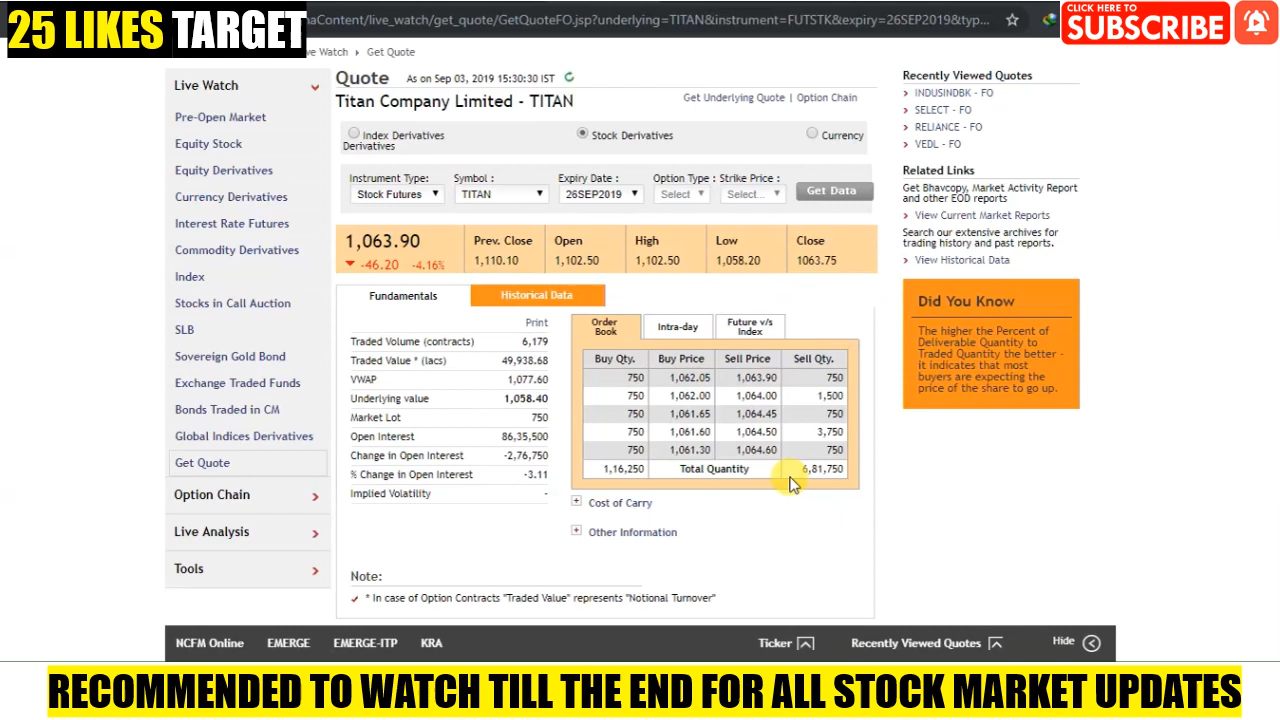 25 LIKES TARGET
naContent/live_watch/get_quote/GetQuoteFO.jsp?underlying=TITAN&instrument=FUTSTK&expiry=26SEP2019&typ...
CLICK HERE TO
SUBSCRIBE
Watch > Get Quote
Live Watch
Pre-Open Market
Equity Stock
Equity Derivatives
Currency Derivatives
Interest Rate Futures
Commodity Derivatives
Index
Stocks in Call Auction
SLB
Sovereign Gold Bond
Exchange Traded Funds
Bonds Traded in CM
Global Indices Derivatives
Get Quote
Option Chain
Live Analysis
Tools
Quote As on Sep 03, 2019 15:30:30 IST
Titan Company Limited - TITAN
Get Underlying Quote | Option Chain
Index Derivatives Stock Derivatives Currency
Derivatives
Instrument Type: Symbol : Expiry Date : Option Type : Strike Price :
Stock Futures TITAN 26SEP2019 Select Select... Get Data
1,063.90 Prev. Close Open High Low Close
-46.20 -4.16% 1,110.10 1,102.50 1,102.50 1,058.20 1063.75
Fundamentals Historical Data
Print
Traded Volume (contracts) 6,179
Traded Value * (lacs) 49,938.68
VWAP 1,077.60
Underlying value 1,058.40
Market Lot 750
Open Interest 86,35,500
Change in Open Interest -2,76,750
% Change in Open Interest -3.11
Implied Volatility -
Order Book Intra-day Future v/s Index
Buy Qty. Buy Price Sell Price Sell Qty.
750 1,062.05 1,063.90 750
750 1,062.00 1,064.00 1,500
750 1,061.65 1,064.45 750
750 1,061.60 1,064.50 3,750
750 1,061.30 1,064.60 750
1,16,250 Total Quantity 6,81,750
Cost of Carry
Other Information
Note:
* In case of Option Contracts "Traded Value" represents "Notional Turnover"
Recently Viewed Quotes
INDUSINDBK - FO
SELECT - FO
RELIANCE - FO
VEDL - FO
Related Links
Get Bhavcopy, Market Activity Report
and other EOD reports
View Current Market Reports
Search our extensive archives for
trading history and past reports.
View Historical Data
Did You Know
The higher the Percent of
Deliverable Quantity to
Traded Quantity the better -
it indicates that most
buyers are expecting the
price of the share to go up.
NCFM Online EMERGE EMERGE-ITP KRA Ticker Recently Viewed Quotes Hide
RECOMMENDED TO WATCH TILL THE END FOR ALL STOCK MARKET UPDATES